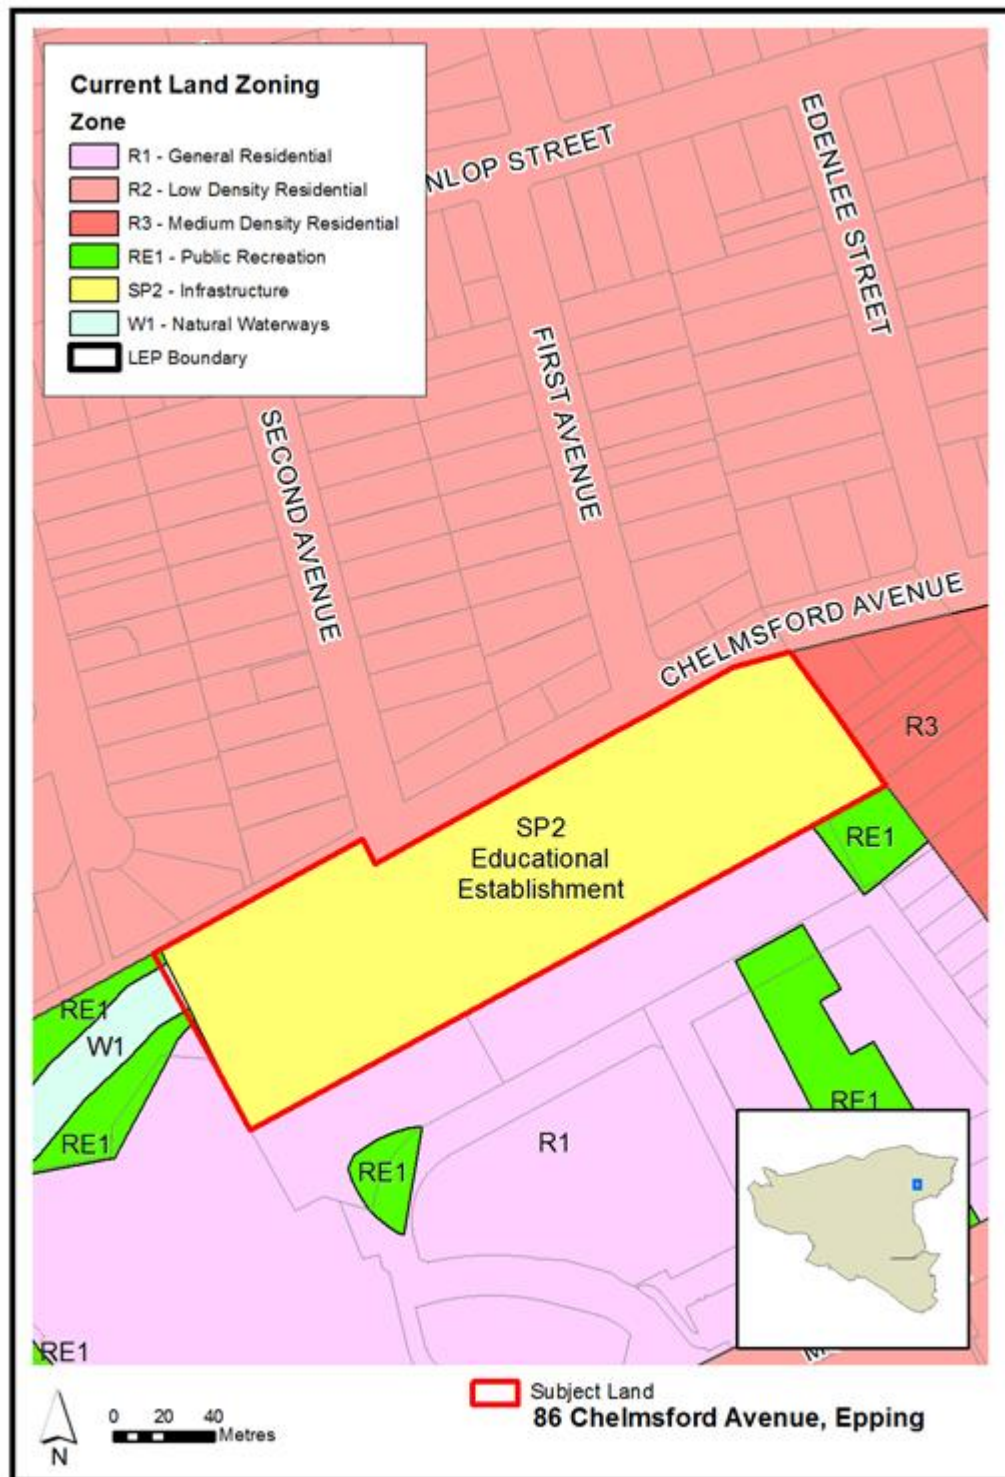 Current Land Zoning
Zone
R1 - General Residential
R2 - Low Density Residential
R3 - Medium Density Residential
RE1 - Public Recreation
SP2 - Infrastructure
W1 - Natural Waterways
LEP Boundary
NLOP STREET
EDENLEE STREET
FIRST AVENUE
SECOND AVENUE
CHELMSFORD AVENUE
R3
SP2
Educational
Establishment
RE1
RE1
W1
RE1
RE1
R1
RE1
RE1
N
0 20 40
Metres
Subject Land
86 Chelmsford Avenue, Epping